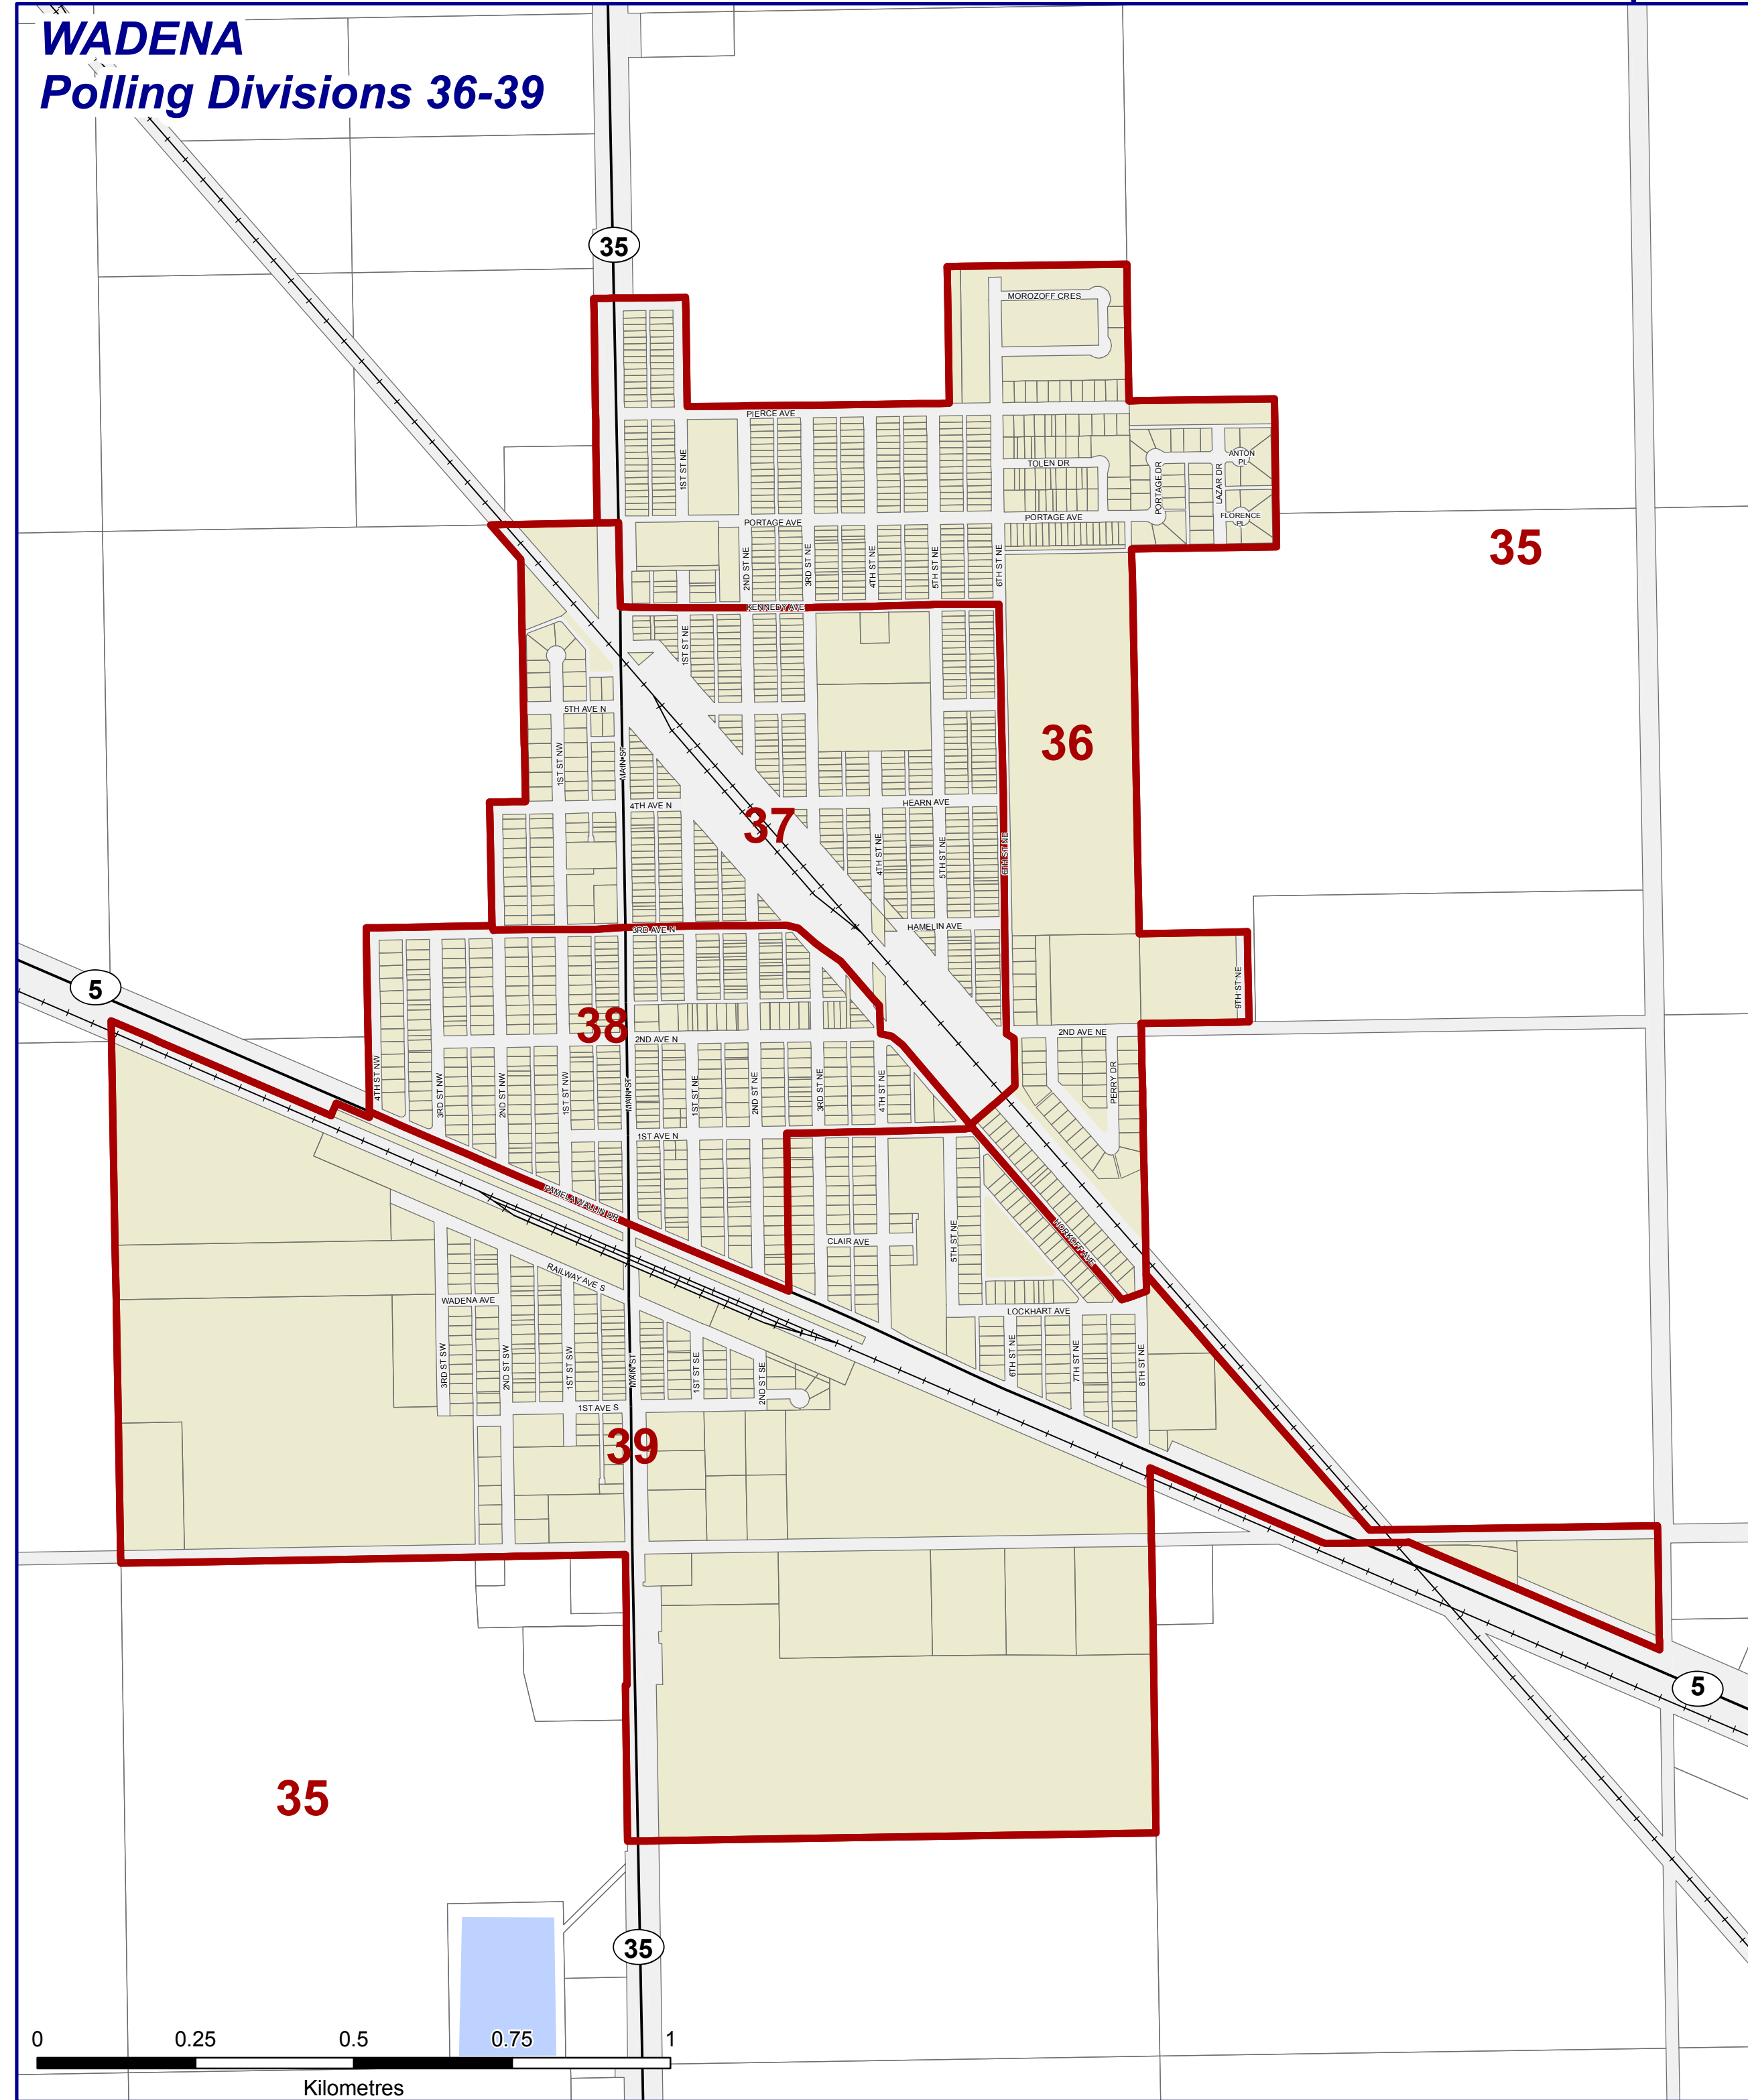 WADENA
Polling Divisions 36-39
35
MOROZOFF CRES
PIERCE AVE
1ST ST NE
TOLEN DR
PORTAGE DR
LAZAR DR
ANTON
PL
FLORENCE
PL
PORTAGE AVE
PORTAGE AVE
2ND ST NE
3RD ST NE
4TH ST NE
5TH ST NE
6TH ST NE
35
KENNEDY AVE
1ST ST NE
5TH AVE N
1ST ST NW
MAIN ST
36
37
4TH AVE N
HEARN AVE
4TH ST NE
5TH ST NE
6TH ST NE
3RD AVE N
HAMELIN AVE
9TH ST NE
5
38
2ND AVE N
2ND AVE NE
PERRY DR
4TH ST NW
3RD ST NW
2ND ST NW
1ST ST NW
MAIN ST
1ST ST NE
2ND ST NE
3RD ST NE
4TH ST NE
1ST AVE N
PAMELA WALLIN DR
CLAIR AVE
5TH ST NE
HORKOFF AVE
RAILWAY AVE S
WADENA AVE
LOCKHART AVE
3RD ST SW
2ND ST SW
1ST ST SW
MAIN ST
1ST ST SE
2ND ST SE
6TH ST NE
7TH ST NE
8TH ST NE
1ST AVE S
39
5
35
35
0
0.25
0.5
0.75
1
Kilometres